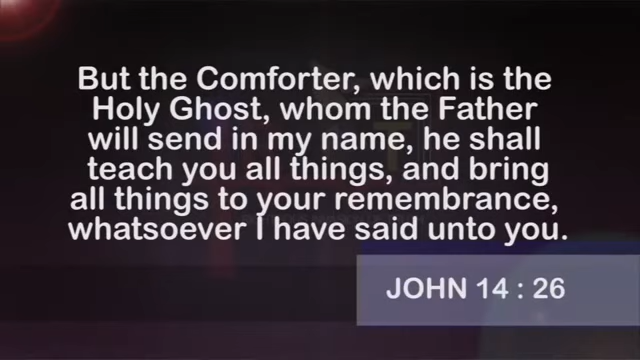 But the Comforter, which is the
Holy Ghost, whom the Father
will send in my name, he shall
teach you all things, and bring
all things to your remembrance,
whatsoever I have said unto you.
JOHN 14 : 26